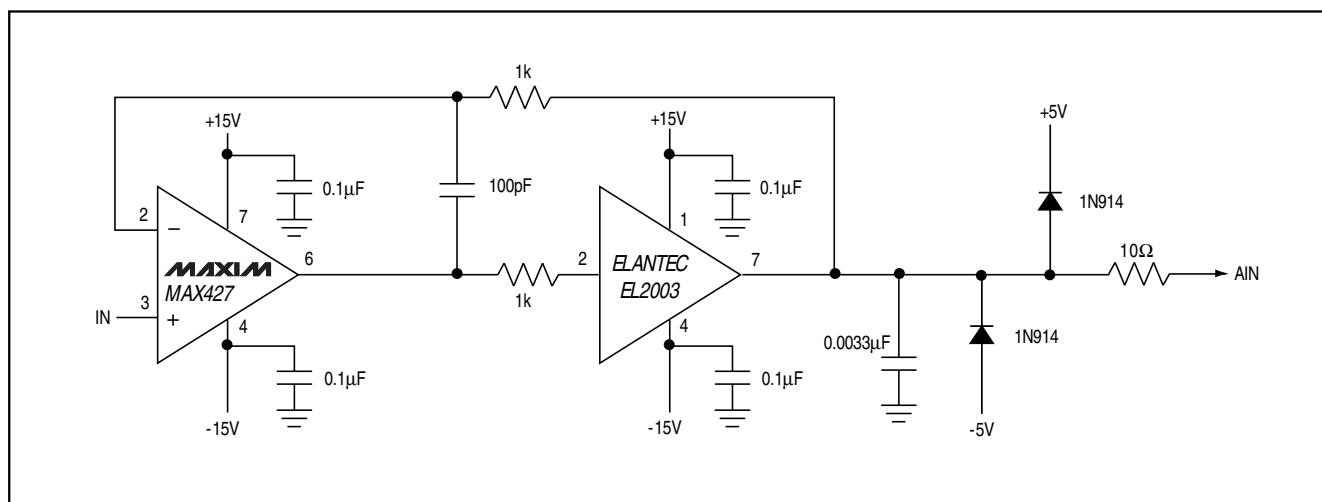 1k
+15V
0.1µF
2
−
7
MAXIM
MAX427
6
IN
3
+
4
0.1µF
-15V
100pF
1k
+15V
0.1µF
1
2
ELANTEC
EL2003
7
4
0.1µF
-15V
0.0033µF
+5V
1N914
1N914
-5V
10Ω
AIN